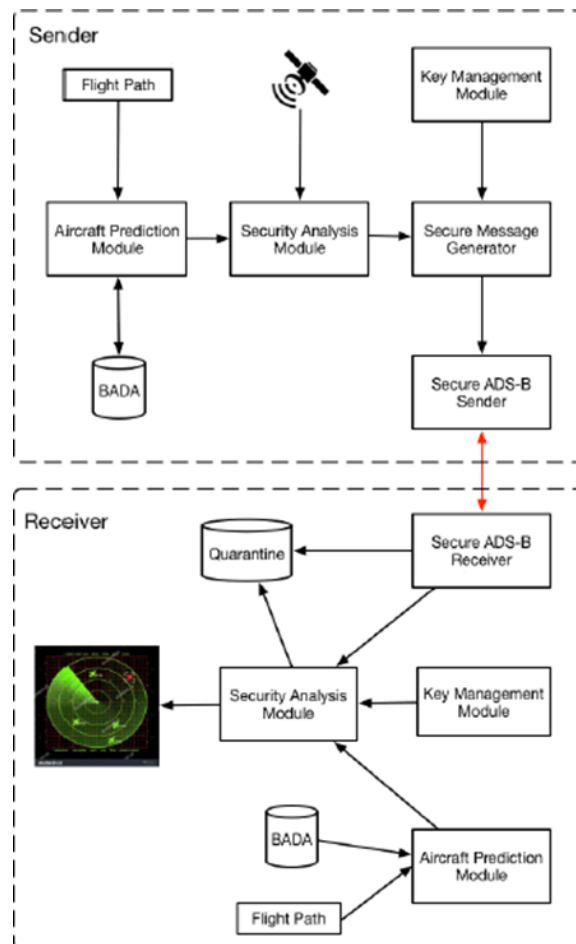 Sender
Flight Path
Key Management
Module
Aircraft Prediction
Module
Security Analysis
Module
Secure Message
Generator
BADA
Secure ADS-B
Sender
Receiver
Quarantine
Secure ADS-B
Receiver
Security Analysis
Module
Key Management
Module
BADA
Aircraft Prediction
Module
Flight Path